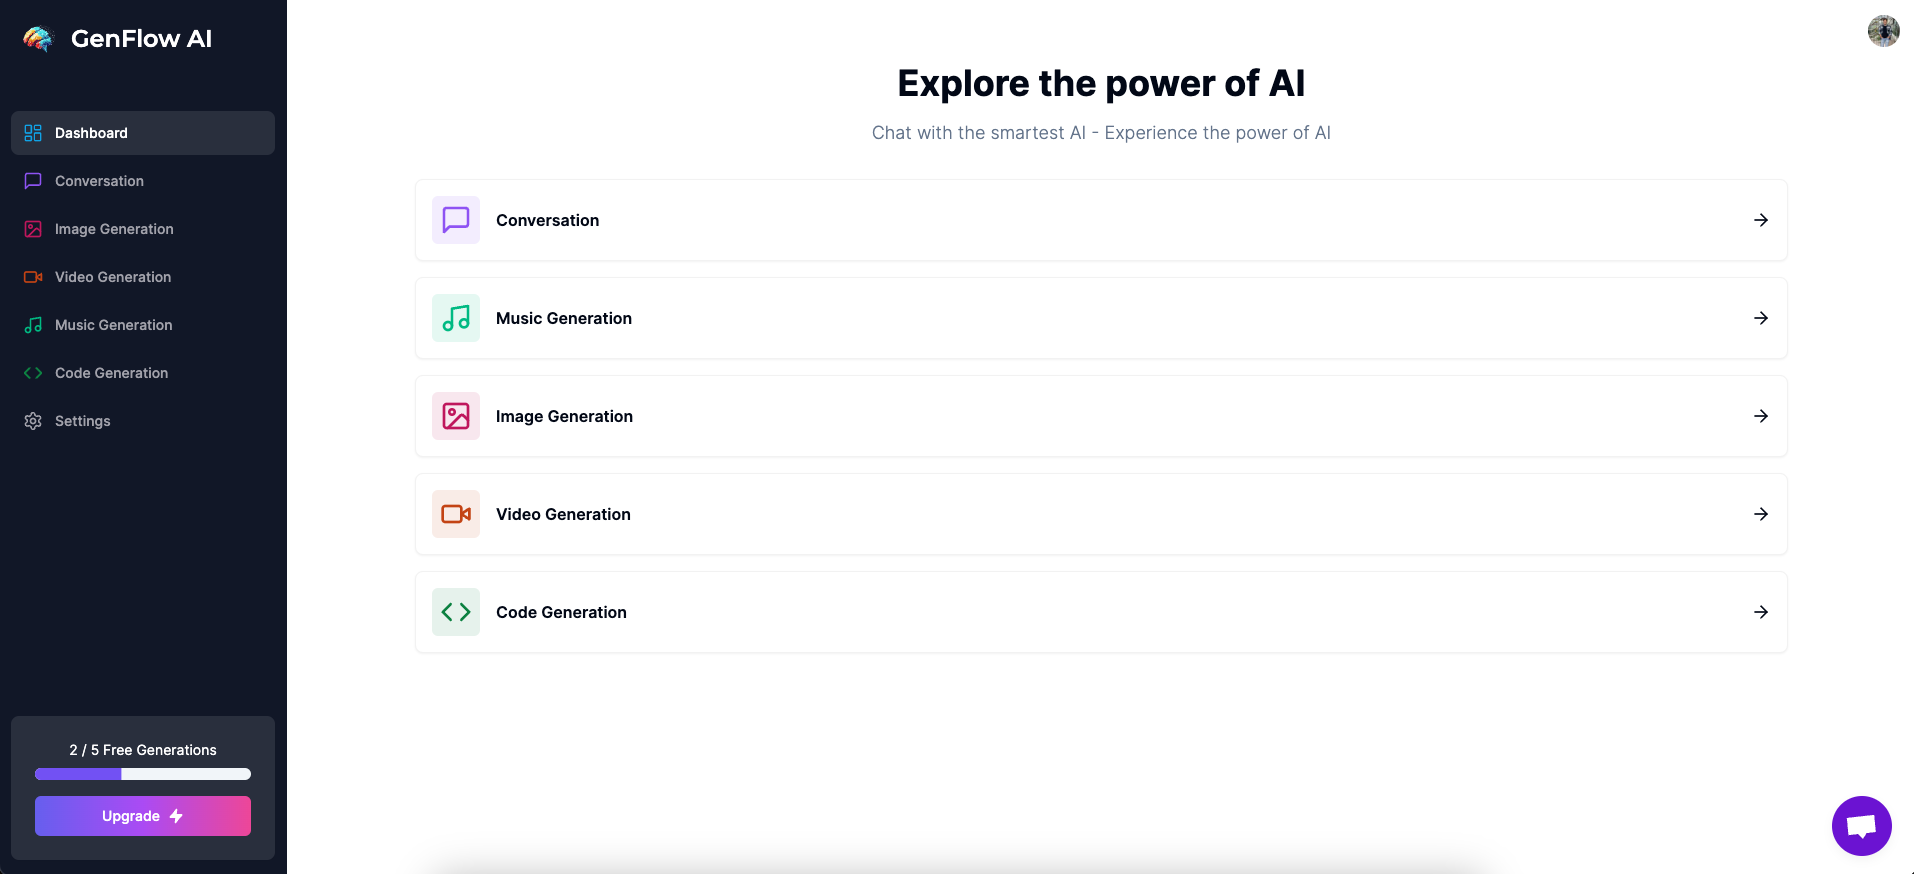 GenFlow AI
Dashboard
Conversation
Image Generation
Video Generation
Music Generation
Code Generation
Settings
2 / 5 Free Generations
Upgrade
Explore the power of AI
Chat with the smartest AI - Experience the power of AI
Conversation
Music Generation
Image Generation
Video Generation
Code Generation